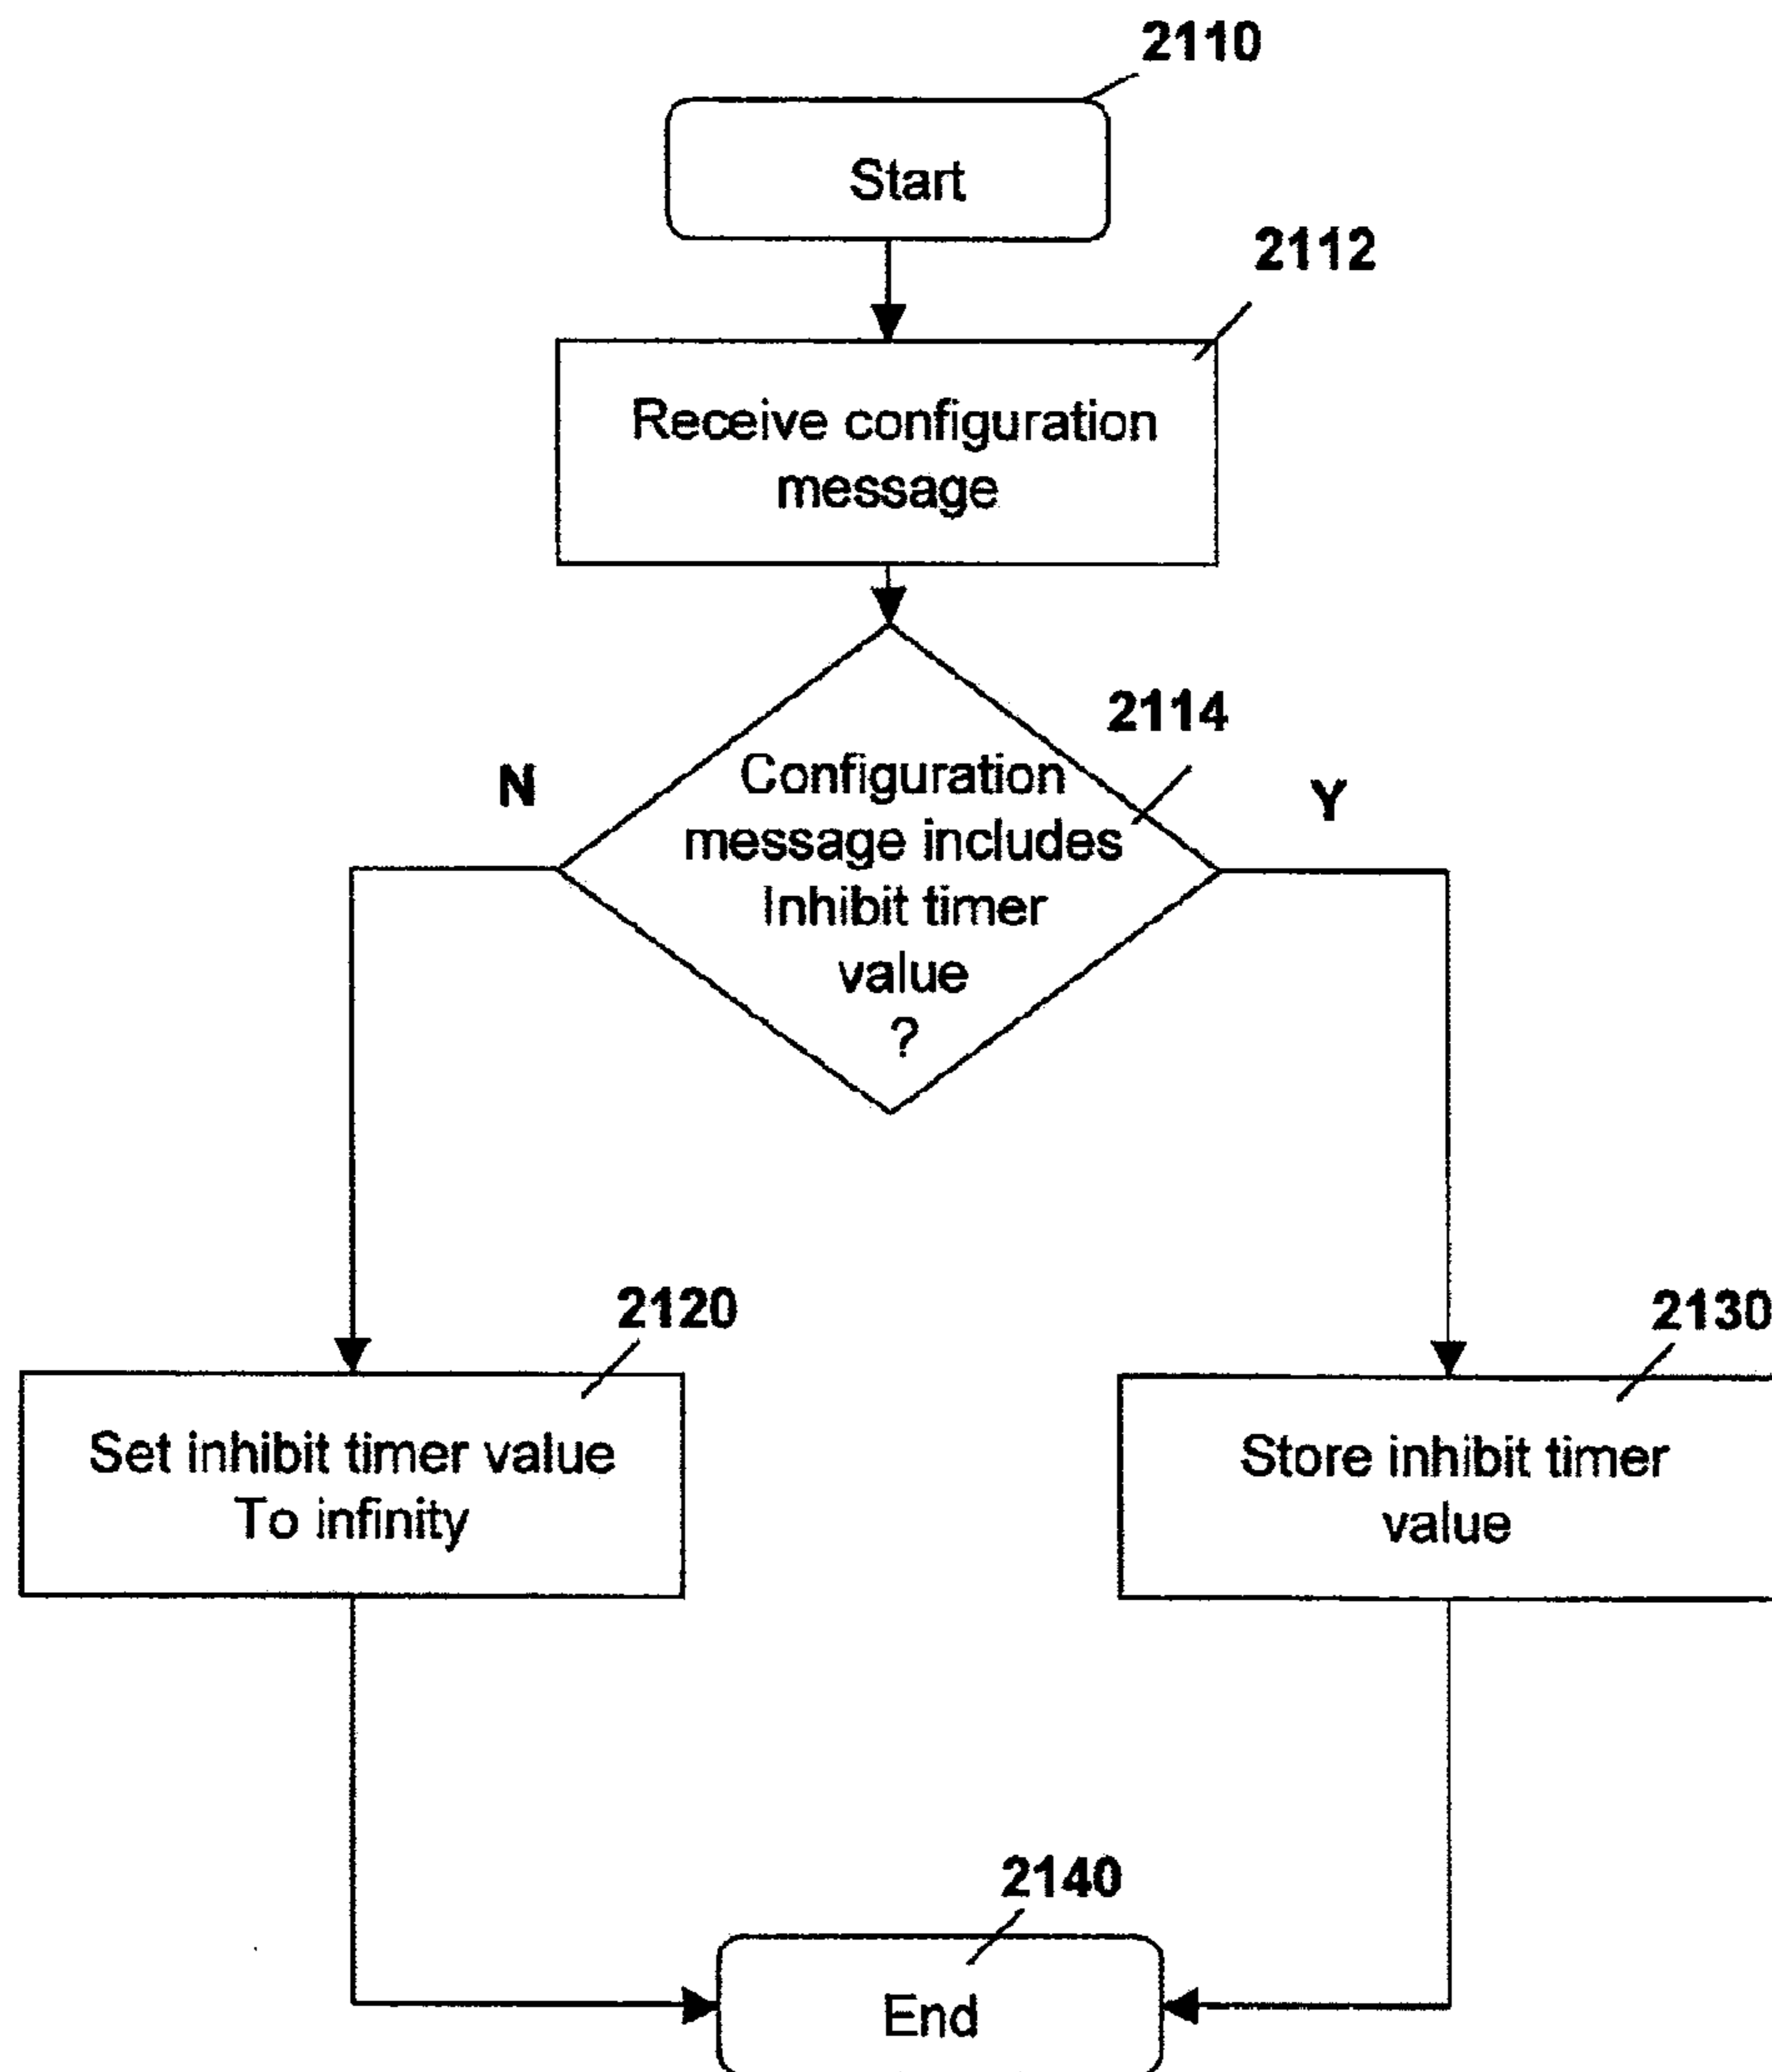 2110
Start
2112
Receive configuration
message
2114
N
Y
Configuration
message includes
Inhibit timer
value
?
2120
2130
Set inhibit timer value
To infinity
Store inhibit timer
value
2140
End